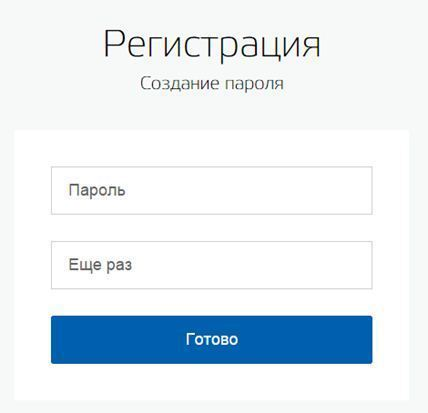 Регистрация
Создание пароля
Пароль
Еще раз
Готово